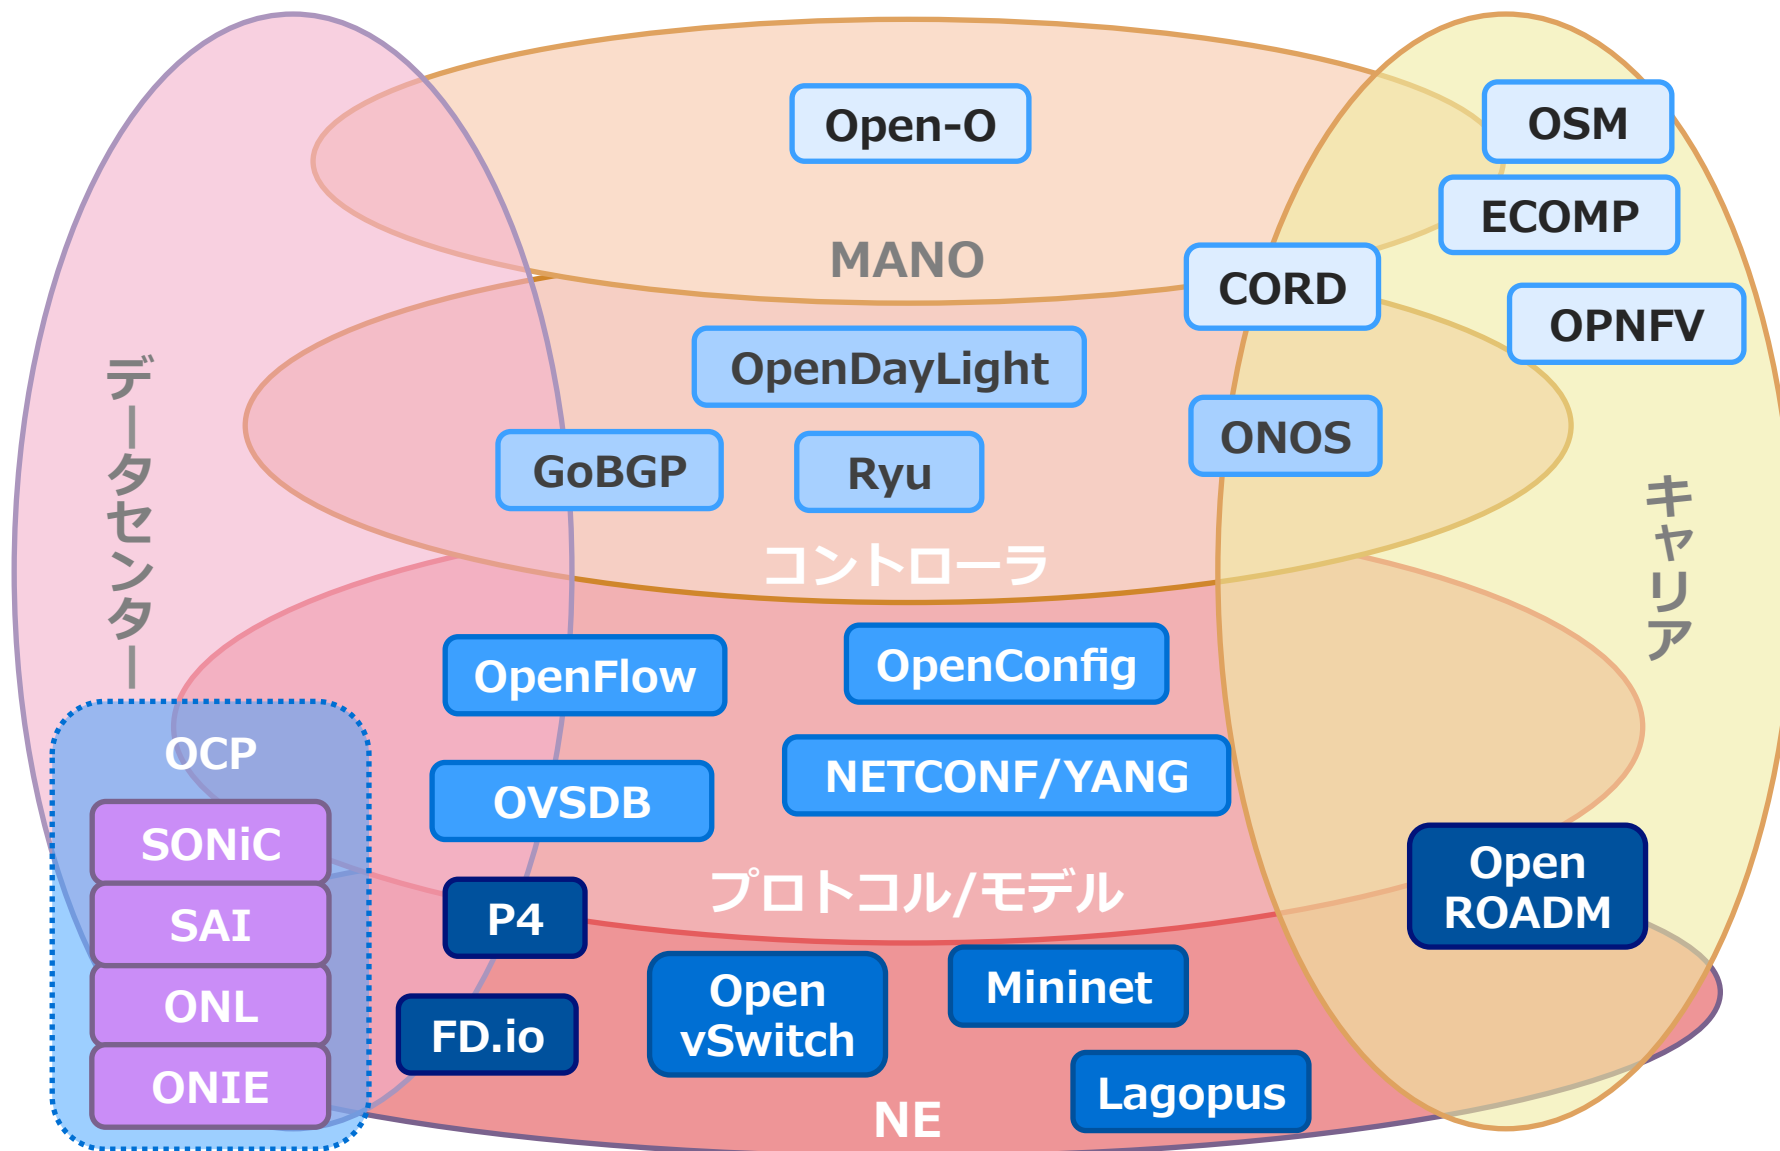 Open-O
OSM
ECOMP
MANO
CORD
OPNFV
OpenDayLight
ONOS
GoBGP
Ryu
コントローラ
データセンター
キャリア
OpenFlow
OpenConfig
OCP
OVSDB
NETCONF/YANG
SONiC
プロトコル/モデル
Open
ROADM
SAI
P4
Open
vSwitch
Mininet
ONL
FD.io
ONIE
Lagopus
NE